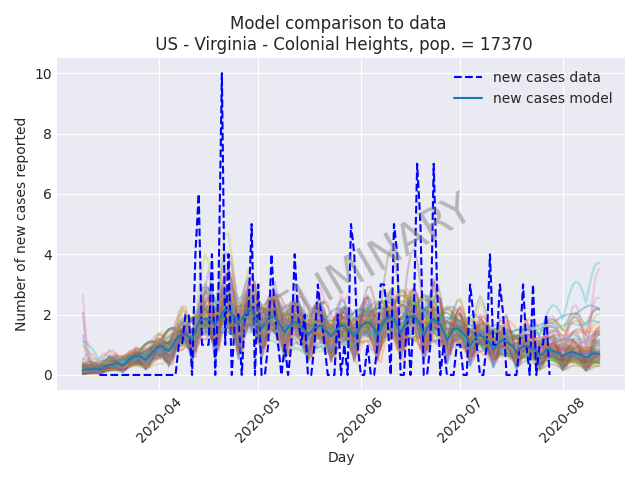 Model comparison to data
US - Virginia - Colonial Heights, pop. = 17370
new cases data
new cases model
Number of new cases reported
10
8
6
4
2
0
2020-04
2020-05
2020-06
2020-07
2020-08
Day